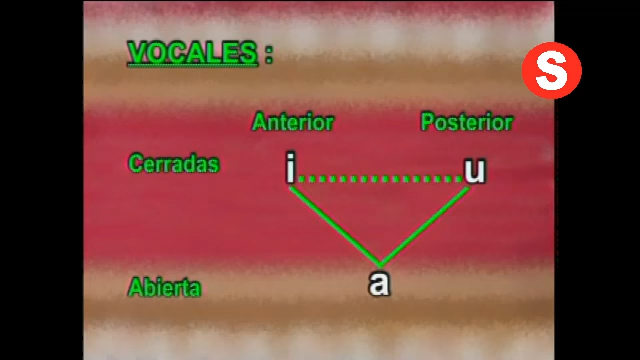 VOCALES :
S
Anterior Posterior
Cerradas i u
a
Abierta